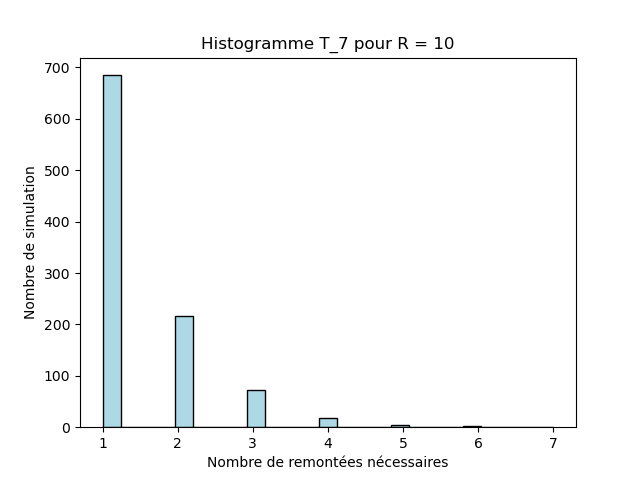 Histogramme T_7 pour R = 10
700
600
500
400
300
200
100
0
Nombre de simulation
1 2 3 4 5 6 7
Nombre de remontées nécessaires